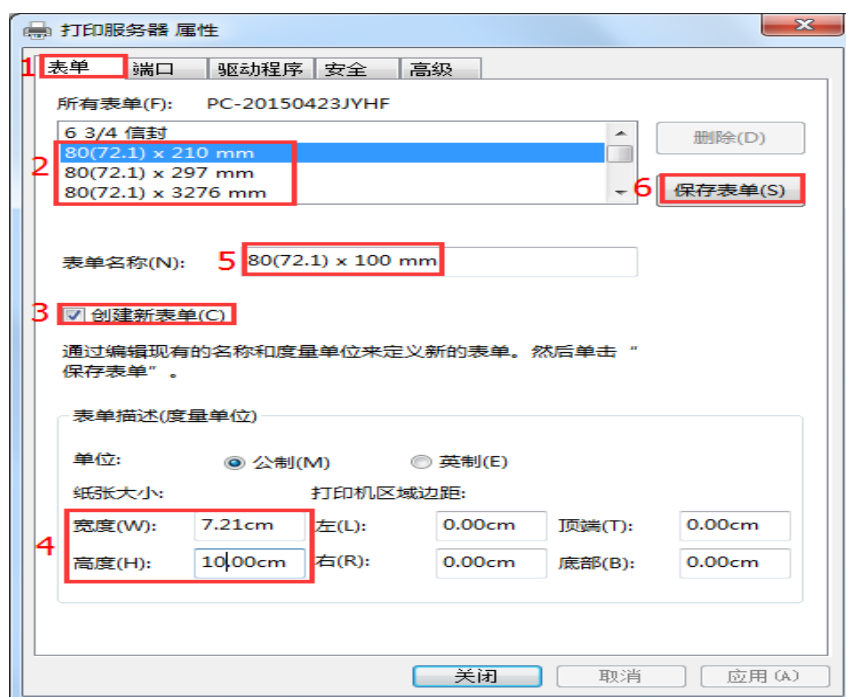 打印服务器 属性
1 表单 端口 驱动程序 安全 高级
所有表单(F): PC-20150423JYHF
6 3/4 信封
删除(D)
80(72.1) x 210 mm
2 80(72.1) x 297 mm
80(72.1) x 3276 mm
6 保存表单(S)
表单名称(N): 5 80(72.1) x 100 mm
3 创建新表单(C)
通过编辑现有的名称和度量单位来定义新的表单。然后单击“
保存表单”。
表单描述(度量单位)
单位: 公制(M) 英制(E)
纸张大小: 打印机区域边距:
宽度(W): 7.21cm 左(L): 0.00cm 顶端(T): 0.00cm
4
高度(H): 10.00cm 右(R): 0.00cm 底部(B): 0.00cm
关闭 取消 应用(A)